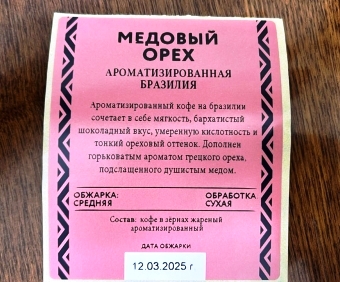 МЕДОВЫЙ
ОРЕХ
АРОМАТИЗИРОВАННАЯ
БРАЗИЛИЯ
Ароматизированный кофе на бразилии
сочетает в себе мягкость, бархатистый
шоколадный вкус, умеренную кислотность и
тонкий ореховый оттенок. Дополнен
горьковатым ароматом грецкого ореха,
подслащенного душистым медом.
ОБЖАРКА: ОБРАБОТКА
СРЕДНЯЯ СУХАЯ
Состав: кофе в зёрнах жареный
ароматизированный
ДАТА ОБЖАРКИ
12.03.2025 г